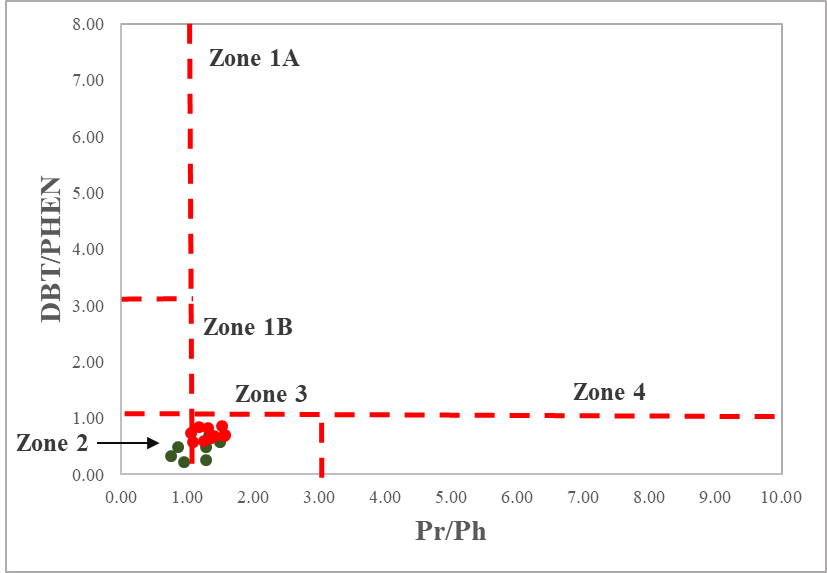 8.00
Zone 1A
7.00
6.00
5.00
4.00
DBT/PHEN
3.00
Zone 1B
2.00
Zone 3
Zone 4
1.00
Zone 2
0.00
0.00 1.00 2.00 3.00 4.00 5.00 6.00 7.00 8.00 9.00 10.00
Pr/Ph